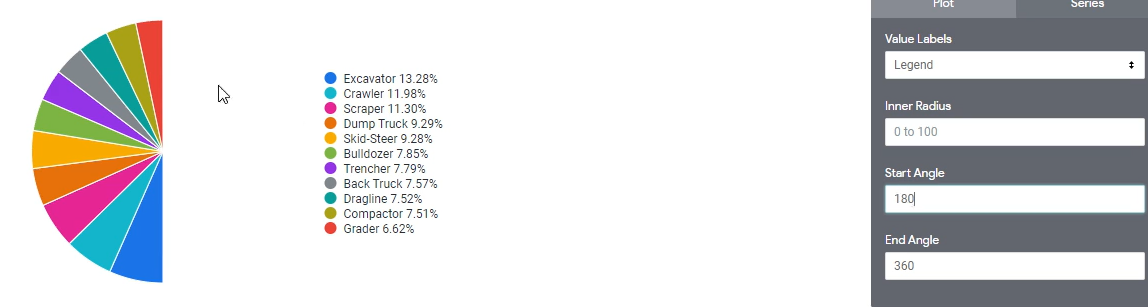 Plot Series
Excavator 13.28%
Crawler 11.98%
Scraper 11.30%
Dump Truck 9.29%
Skid-Steer 9.28%
Bulldozer 7.85%
Trencher 7.79%
Back Truck 7.57%
Dragline 7.52%
Compactor 7.51%
Grader 6.62%
Value Labels
Legend
Inner Radius
0 to 100
Start Angle
180
End Angle
360